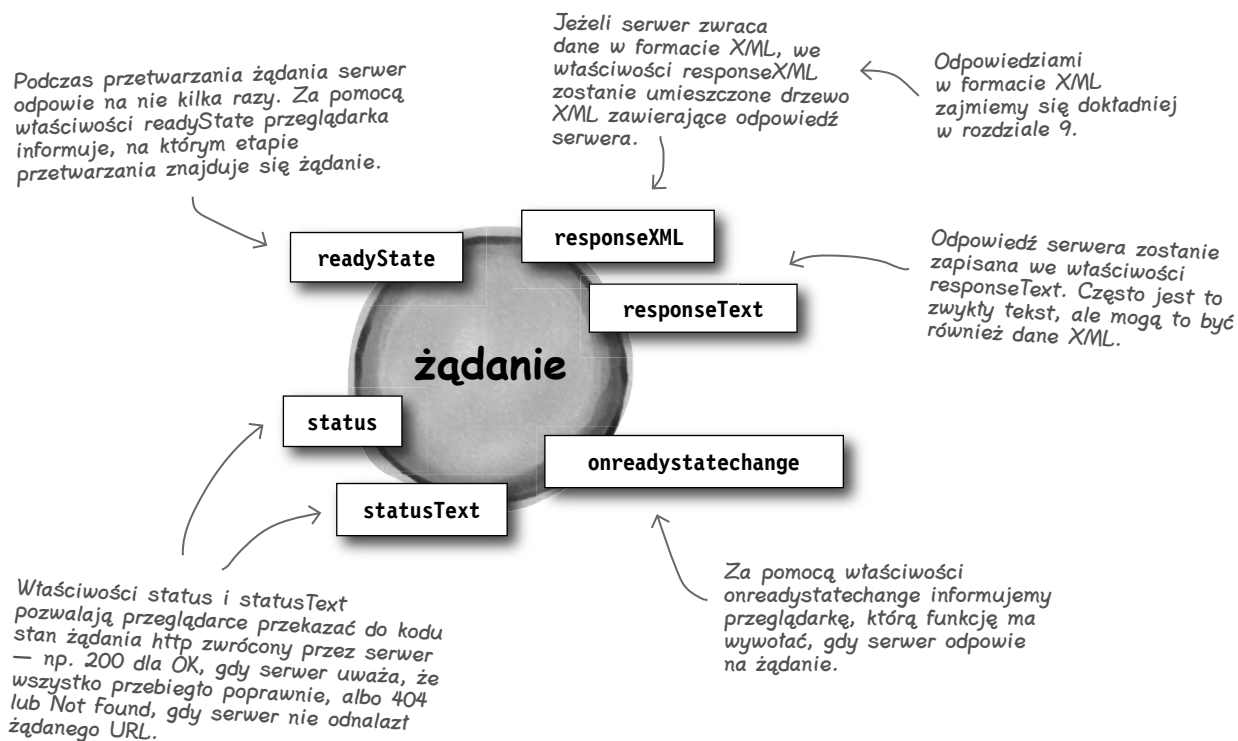 Jeżeli serwer zwraca
dane w formacie XML, we
właściwości responseXML
zostanie umieszczone drzewo
XML zawierające odpowiedź
serwera.
Odpowiedziami
w formacie XML
zajmiemy się dokładniej
w rozdziale 9.
Podczas przetwarzania żądania serwer
odpowie na nie kilka razy. Za pomocą
właściwości readyState przeglądarka
informuje, na którym etapie
przetwarzania znajduje się żądanie.
readyState
responseXML
responseText
Odpowiedź serwera zostanie
zapisana we właściwości
responseText. Często jest to
zwykły tekst, ale mogą to być
również dane XML.
żądanie
status
onreadystatechange
statusText
Właściwości status i statusText
pozwalają przeglądarce przekazać do kodu
stan żądania http zwrócony przez serwer
— np. 200 dla OK, gdy serwer uważa, że
wszystko przebiegło poprawnie, albo 404
lub Not Found, gdy serwer nie odnalazł
żądanego URL.
Za pomocą właściwości
onreadystatechange informujemy
przeglądarkę, którą funkcję ma
wywołać, gdy serwer odpowie
na żądanie.